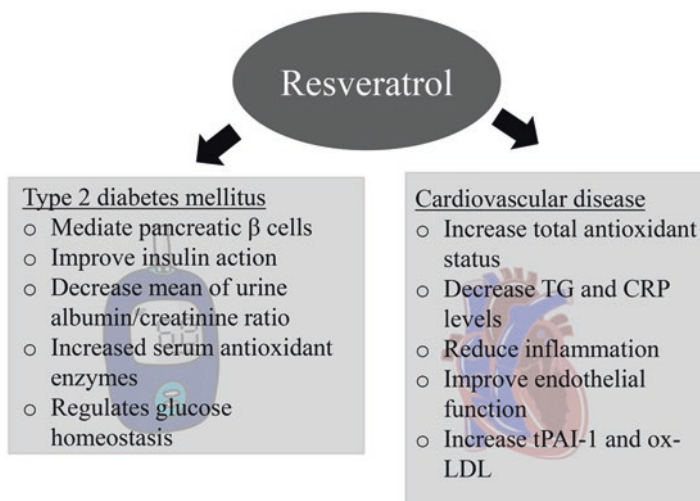 Resveratrol
Type 2 diabetes mellitus
o Mediate pancreatic β cells
o Improve insulin action
o Decrease mean of urine
albumin/creatinine ratio
o Increased serum antioxidant
enzymes
o Regulates glucose
homeostasis
Cardiovascular disease
o Increase total antioxidant
status
o Decrease TG and CRP
levels
o Reduce inflammation
o Improve endothelial
function
o Increase tPAI-1 and ox-
LDL